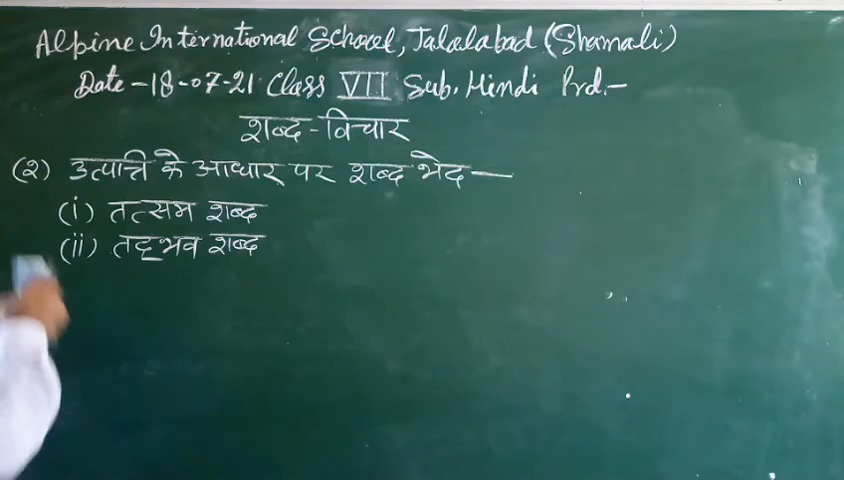 Alpine International School, Jalalabad (Shamali)
Date - 18-07-21 Class VII Sub. Hindi Prd.-
शब्द - विचार
(२) उत्पत्ति के आधार पर शब्द भेद —
(i) तत्सम शब्द
(ii) तद्भव शब्द